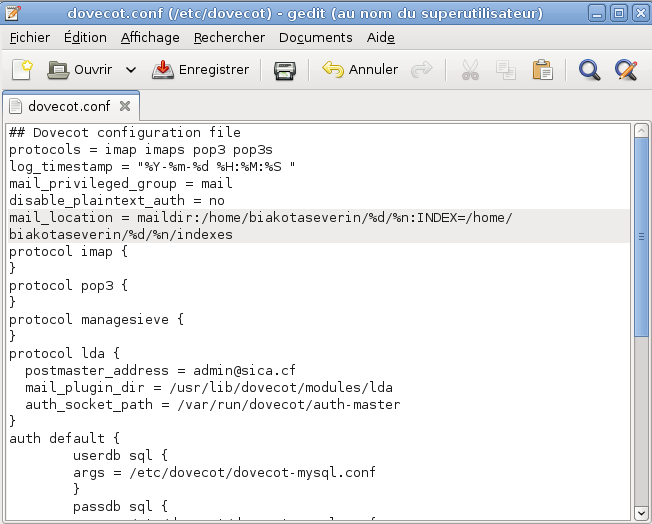 dovecot.conf (/etc/dovecot) - gedit (au nom du superutilisateur)
Fichier Édition Affichage Rechercher Documents Aide
Ouvrir Enregistrer Annuler
dovecot.conf
## Dovecot configuration file
protocols = imap imaps pop3 pop3s
log_timestamp = "%Y-%m-%d %H:%M:%S "
mail_privileged_group = mail
disable_plaintext_auth = no
mail_location = maildir:/home/biakotaseverin/%d/%n:INDEX=/home/
biakotaseverin/%d/%n/indexes
protocol imap {
}
protocol pop3 {
}
protocol managesieve {
}
protocol lda {
postmaster_address = admin@sica.cf
mail_plugin_dir = /usr/lib/dovecot/modules/lda
auth_socket_path = /var/run/dovecot/auth-master
}
auth default {
userdb sql {
args = /etc/dovecot/dovecot-mysql.conf
}
passdb sql {